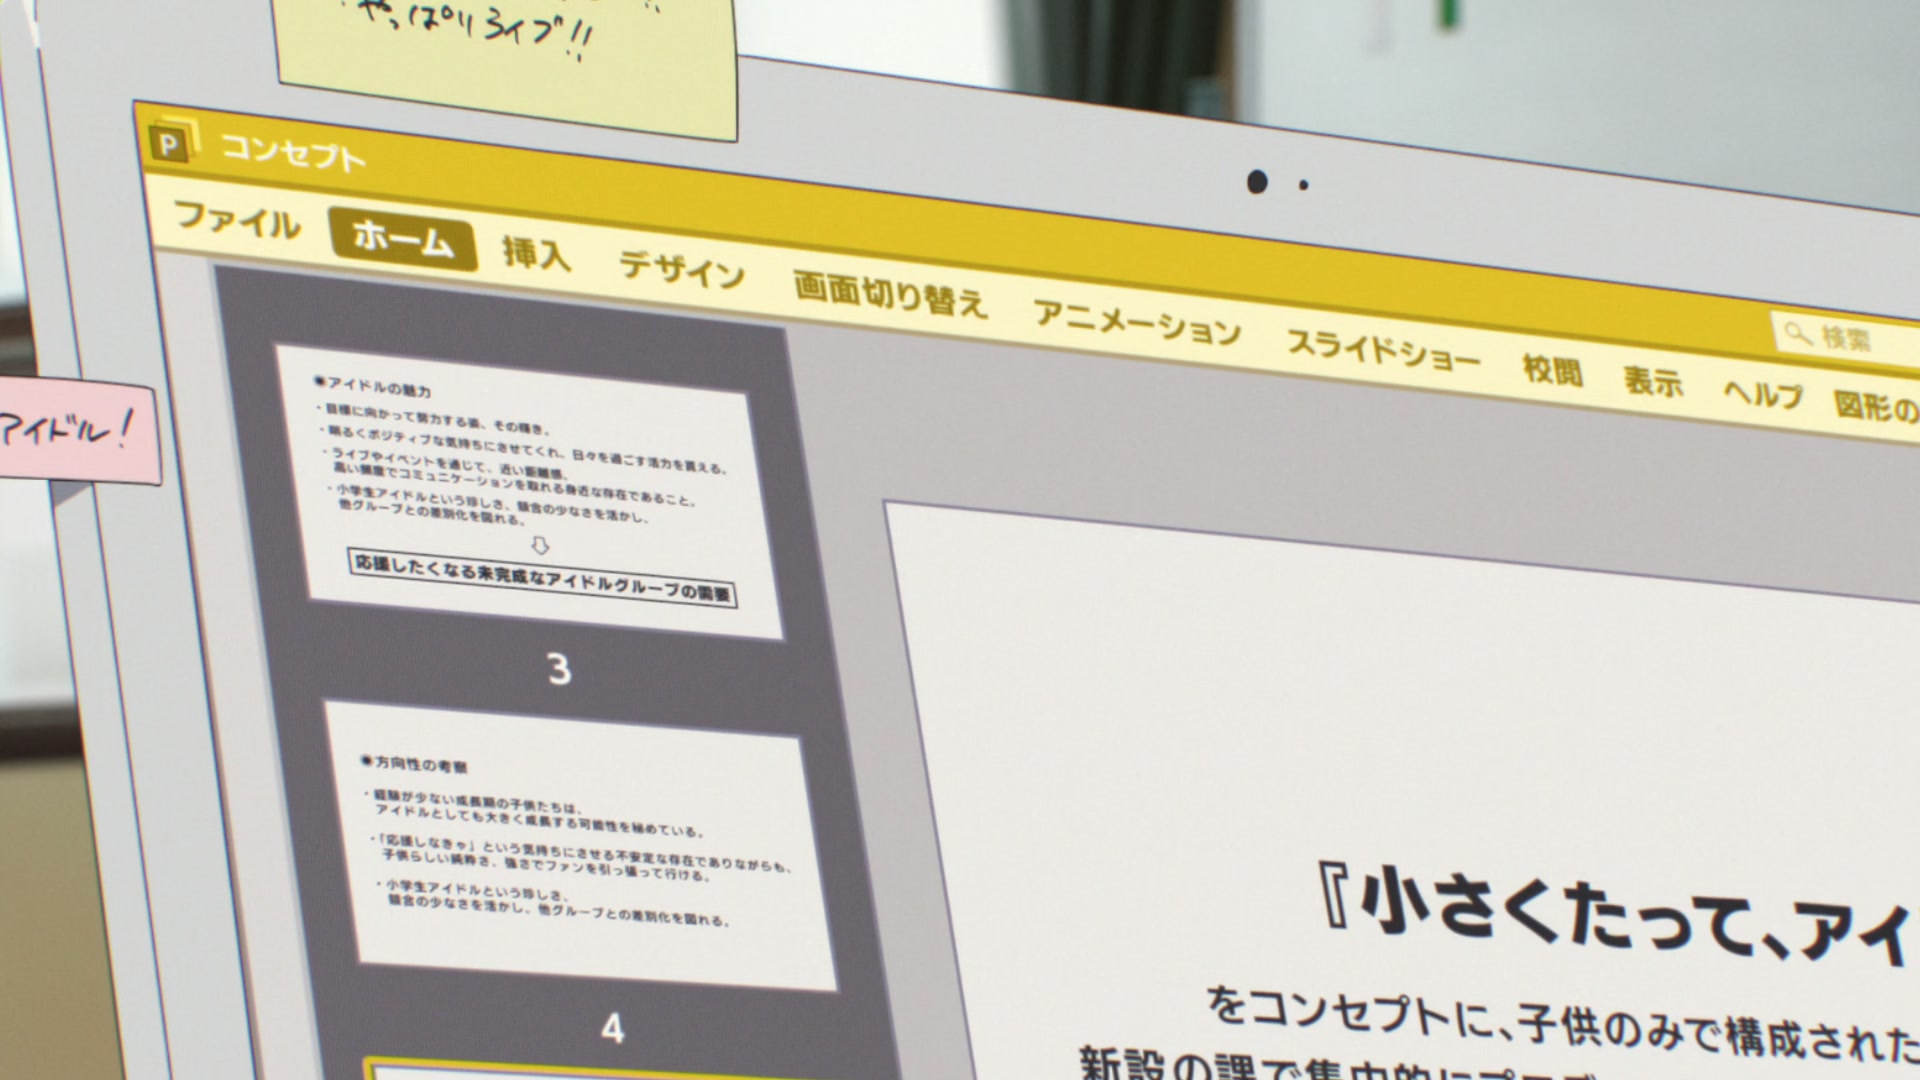 やっぱりライブ!!
コンセプト
ファイル ホーム 挿入 デザイン 画面切り替え アニメーション スライドショー 校閲 表示 ヘルプ 図形の
検索
アイドル!
◉アイドルの魅力
・目標に向かって努力する姿、その輝き。
・明るくポジティブな気持ちにさせてくれ、日々を過ごす活力を貰える。
・ライブやイベントを通じて、近い距離感、
高い頻度でコミュニケーションを取れる身近な存在であること。
・小学生アイドルという珍しさ、競合の少なさを活かし、
他グループとの差別化を図れる。
応援したくなる未完成なアイドルグループの需要
3
◉方向性の考察
・経験が少ない成長期の子供たちは、
アイドルとしても大きく成長する可能性を秘めている。
・「応援しなきゃ」という気持ちにさせる不安定な存在でありながらも、
子供らしい純粋さ、強さでファンを引っ張って行ける。
・小学生アイドルという珍しさ、
競合の少なさを活かし、他グループとの差別化を図れる。
4
『小さくたって、アイ
をコンセプトに、子供のみで構成された
新設の課で集中的にプロデ